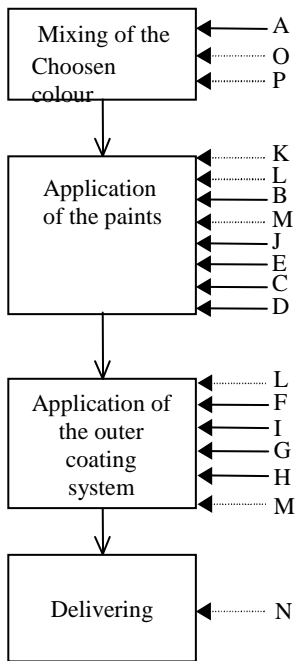 Mixing of the
Choosen
colour
A
O
P
Application
of the paints
K
L
B
M
J
E
C
D
Application of
the outer
coating
system
L
F
I
G
H
M
Delivering
N